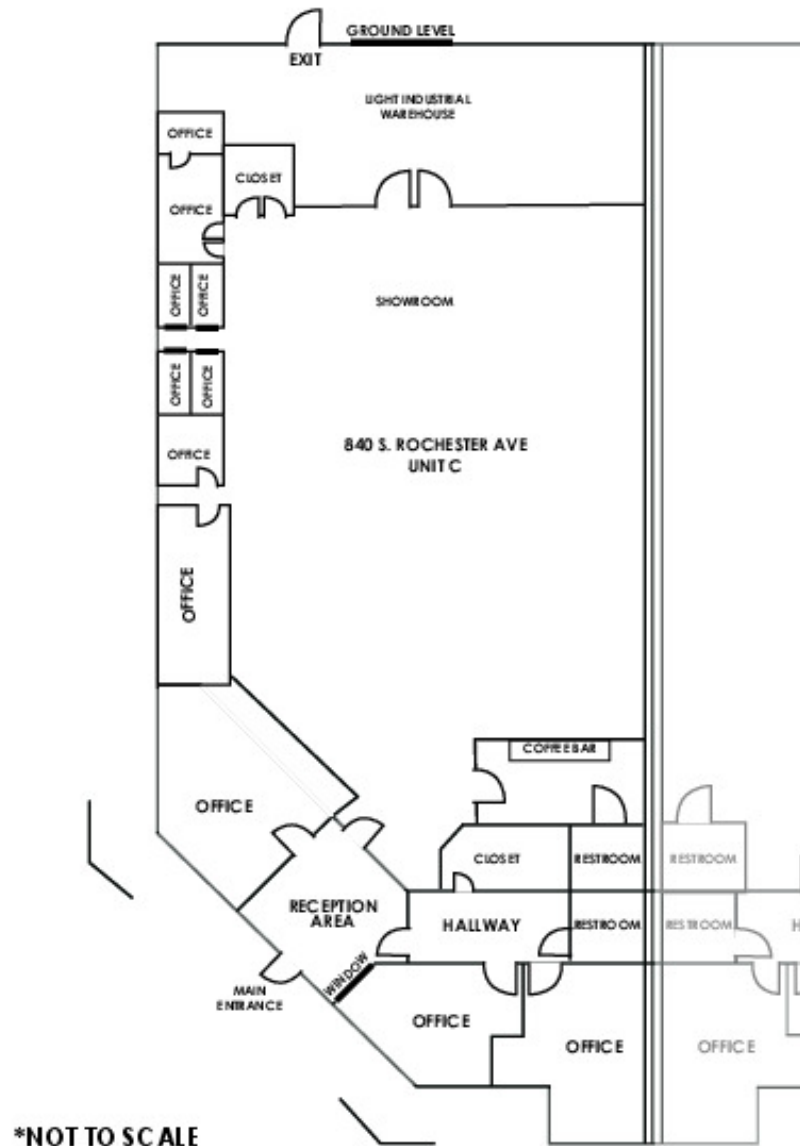 GROUND LEVEL
EXIT
LIGHT INDUSTRIAL
WAREHOUSE
OFFICE
CLOSET
OFFICE
OFFICE
OFFICE
SHOWROOM
OFFICE
OFFICE
840 S. ROCHESTER AVE
UNIT C
OFFICE
OFFICE
COFFEE BAR
OFFICE
CLOSET
RESTROOM
RESTROOM
RECEPTION
AREA
HALLWAY
RESTROOM
RESTROOM
H
WINDOW
MAIN
ENTRANCE
OFFICE
OFFICE
OFFICE
*NOT TO SCALE